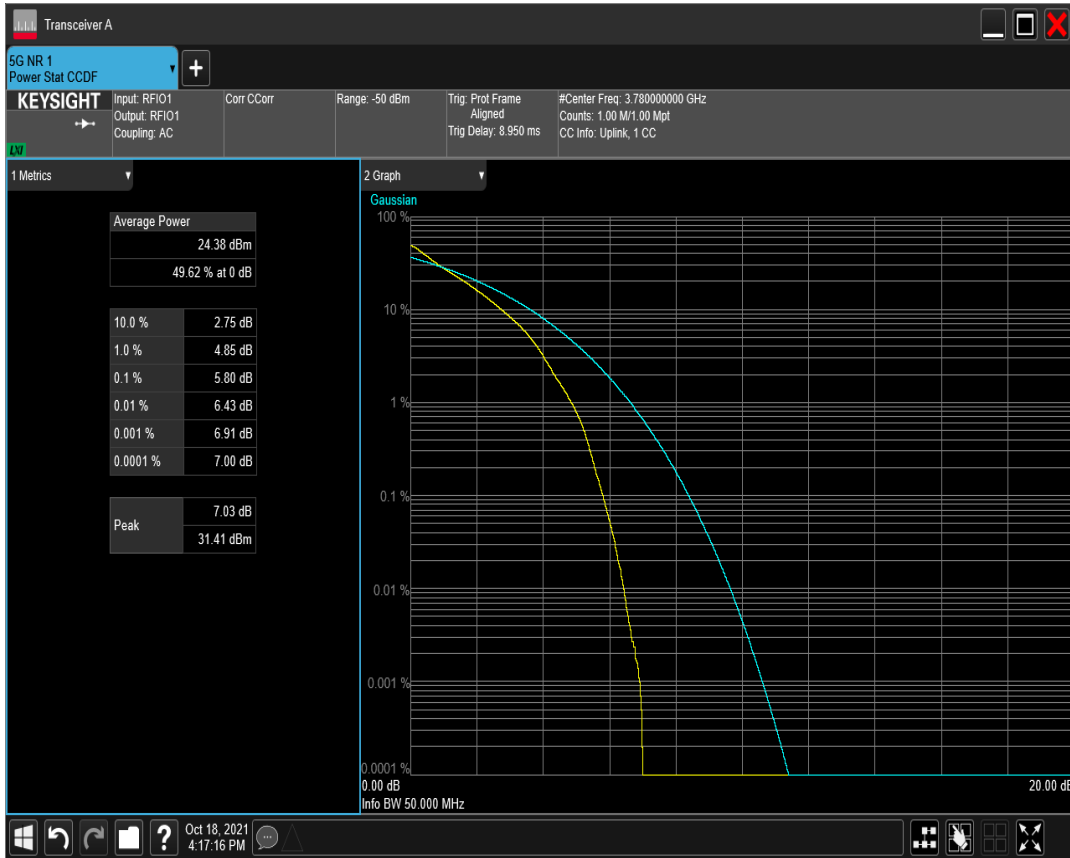 Transceiver A
5G NR 1
Power Stat CCDF
KEYSIGHT
LXI
Input: RFIO1
Output: RFIO1
Coupling: AC
Corr CCorr
Range: -50 dBm
Trig: Prot Frame
Aligned
Trig Delay: 8.950 ms
#Center Freq: 3.780000000 GHz
Counts: 1.00 M/1.00 Mpt
CC Info: Uplink, 1 CC
1 Metrics
Average Power
24.38 dBm
49.62 % at 0 dB
10.0 % 2.75 dB
1.0 % 4.85 dB
0.1 % 5.80 dB
0.01 % 6.43 dB
0.001 % 6.91 dB
0.0001 % 7.00 dB
Peak
7.03 dB
31.41 dBm
2 Graph
Gaussian
100 %
10 %
1 %
0.1 %
0.01 %
0.001 %
0.0001 %
0.00 dB 20.00 dB
Info BW 50.000 MHz
?
Oct 18, 2021
4:17:16 PM